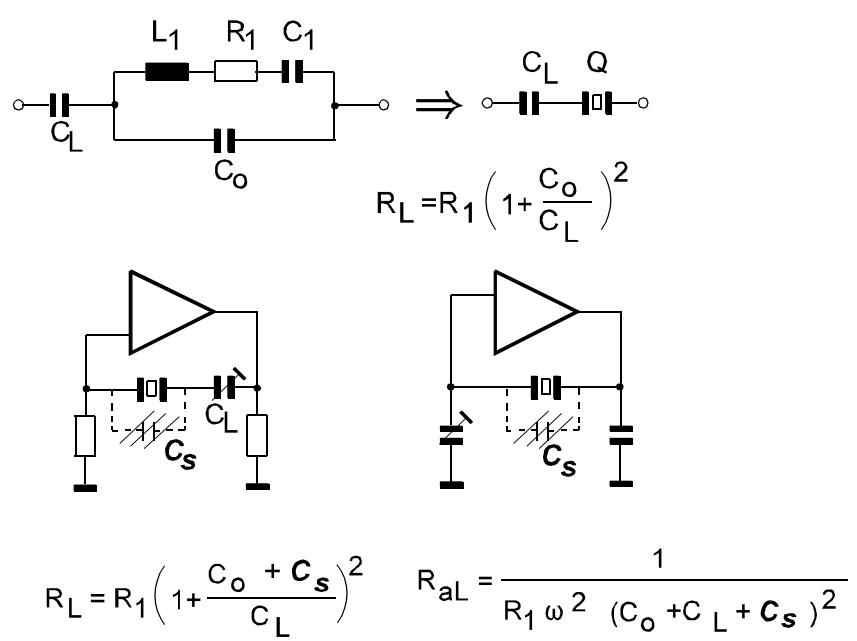 L1 R1 C1
CL
Co
⇒
CL Q
RL = R1 (1 + Co / CL)²
CL
Cs
Cs
RL = R1 (1 + Co + Cs / CL)²
RaL = 1 / R1 ω² (Co + CL + Cs)²